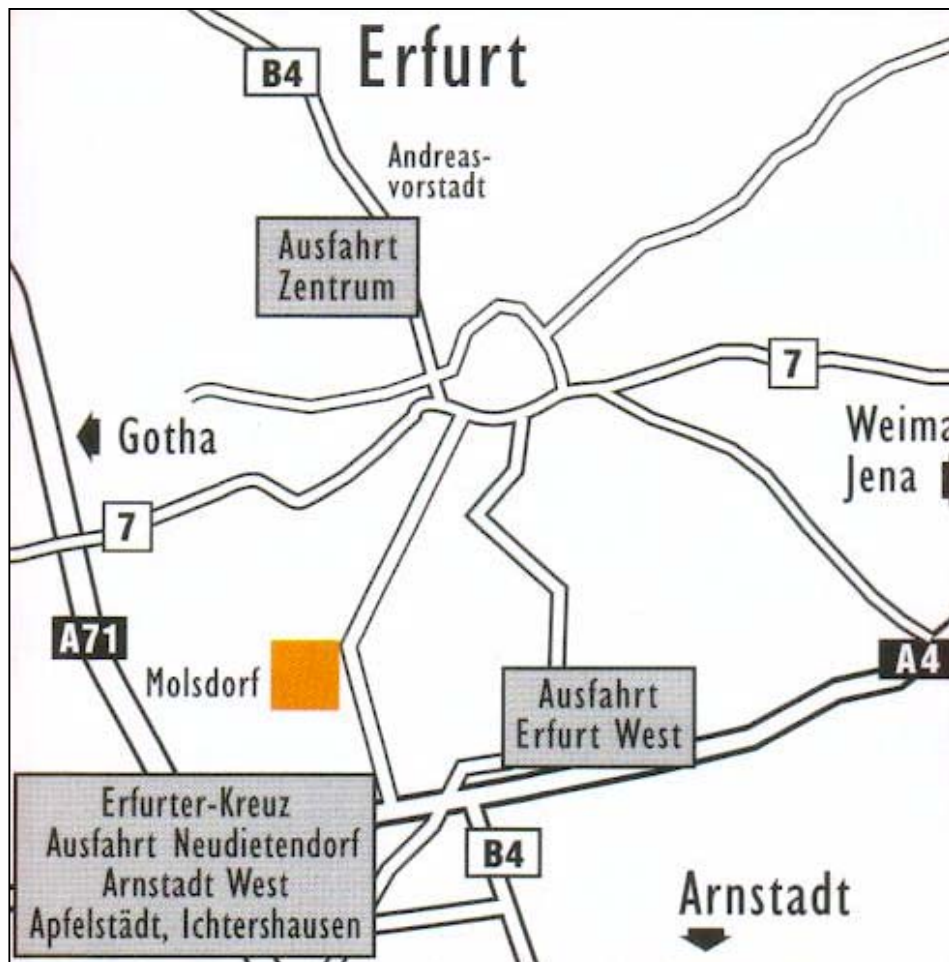 Erfurt
B4
Andreas-
vorstadt
Ausfahrt
Zentrum
7
Gotha
Weima
Jena
7
A71
A4
Molsdorf
Ausfahrt
Erfurt West
Erfurter-Kreuz
Ausfahrt Neudietendorf
Arnstadt West
Apfelstädt, Ichtershausen
B4
Arnstadt